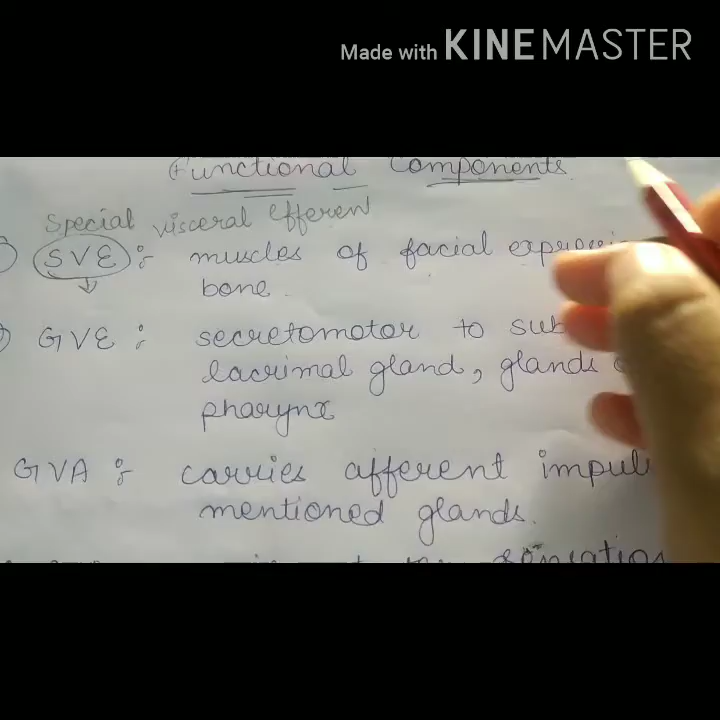 Made with KINEMASTER
Functional Components
Special visceral efferent
SVE : muscles of facial
bone.
GVE : secretomotor to
lacrimal gland, glands
pharynx
GVA : carries afferent
mentioned glands.